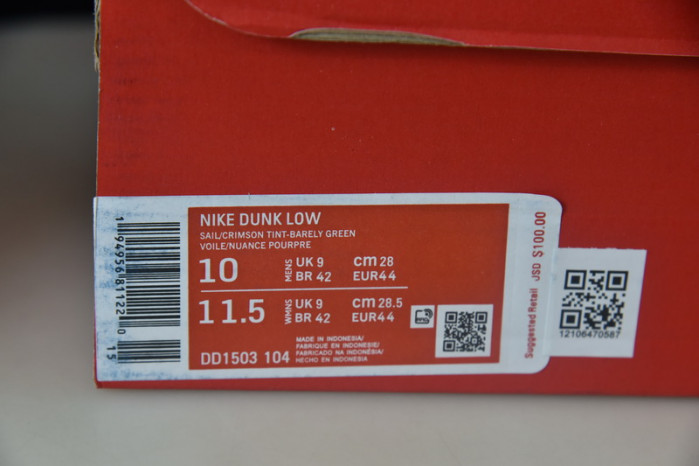 NIKE DUNK LOW
SAIL/CRIMSON TINT-BARELY GREEN
VOILE/NUANCE POURPRE
10 MENS UK 9 cm 28
BR 42 EUR44
11.5 WMNS UK 9 cm 28.5
BR 42 EUR44
DD1503 104
MADE IN INDONESIA/
FABRIQUE EN INDONESIE/
FABRICADO NA INDONÉSIA/
HECHO EN INDONESIA
1 94956 81122 0
15
Suggested Retail USD $100.00
12106470587